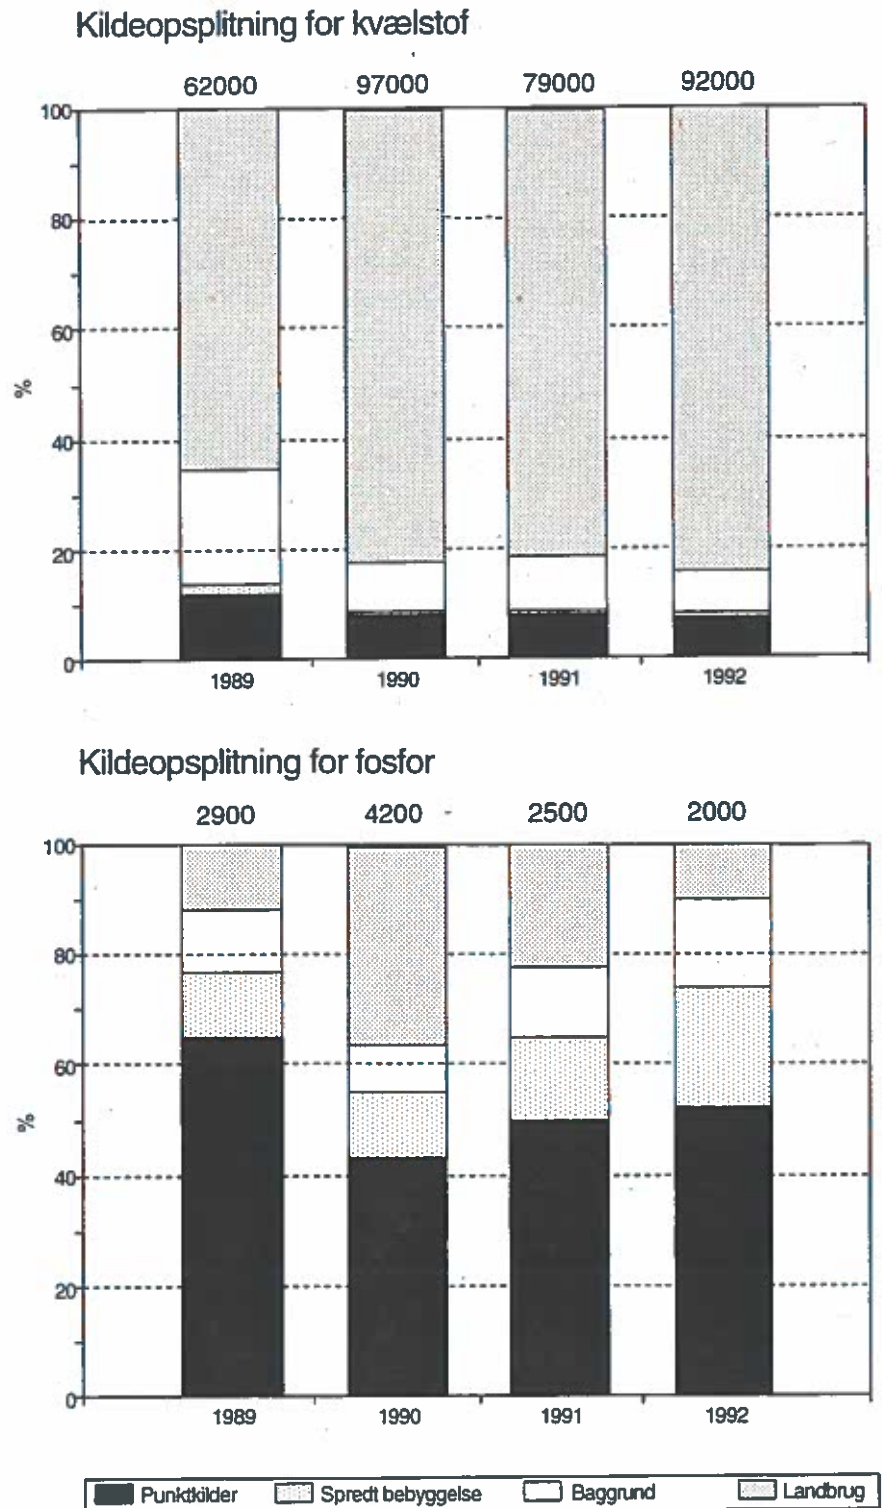 Kildeopsplitning for kvælstof
62000 97000 79000 92000
100
80
60
%
40
20
0
1989 1990 1991 1992
Kildeopsplitning for fosfor
2900 4200 2500 2000
100
80
60
%
40
20
0
1989 1990 1991 1992
Punktkilder Spredt bebyggelse Baggrund Landbrug